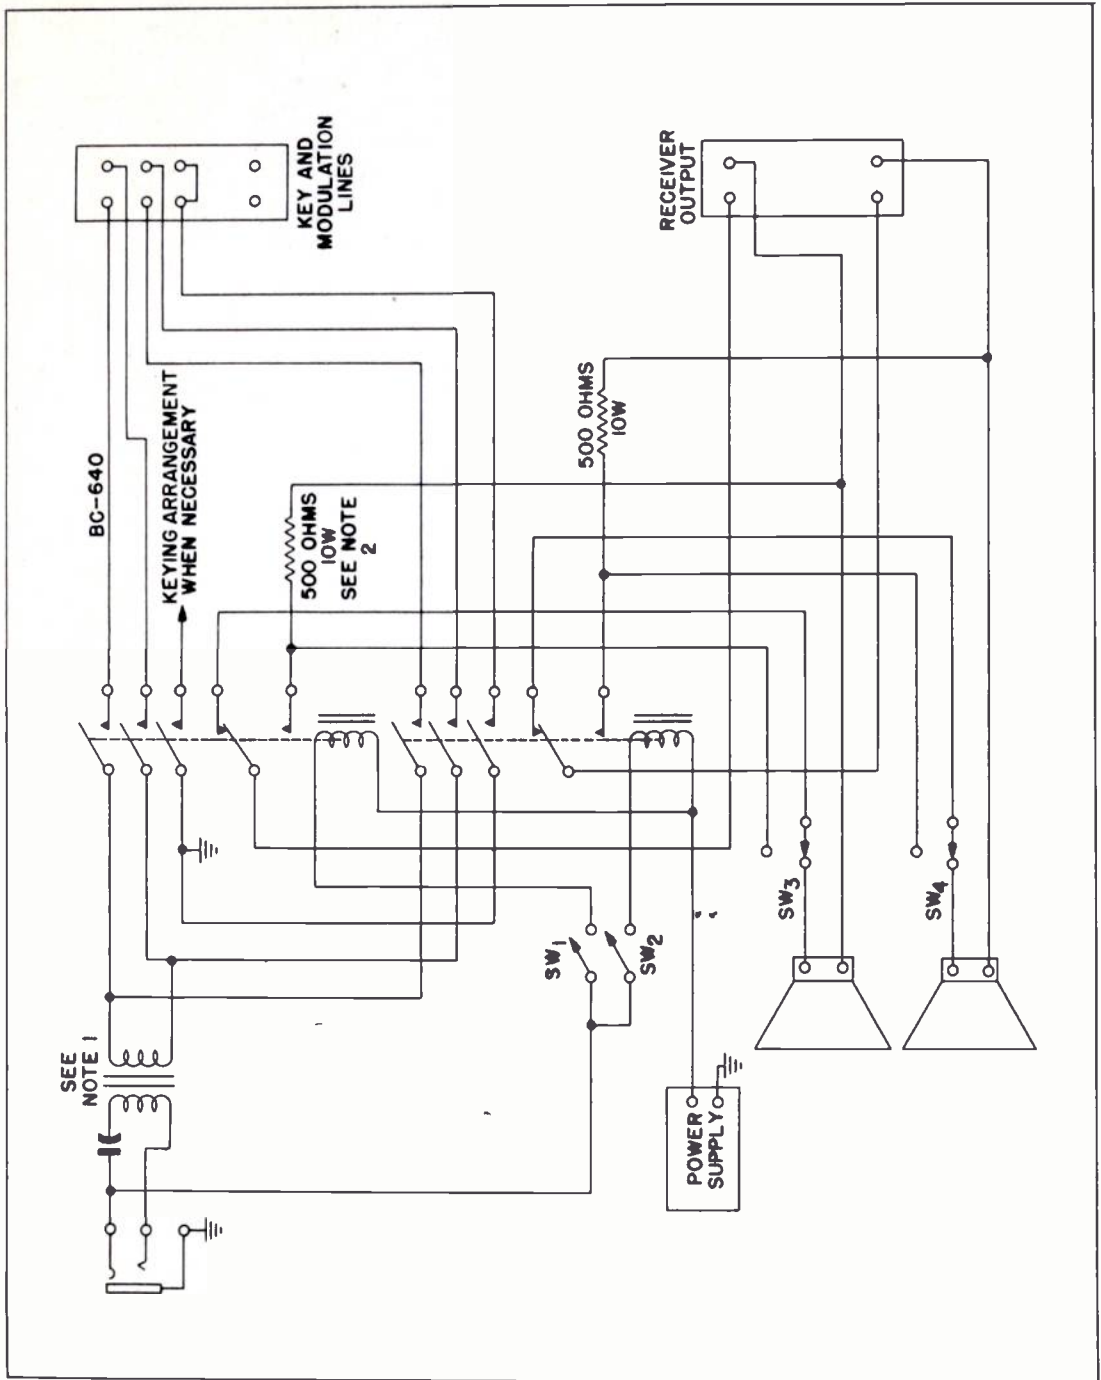 KEY AND
MODULATION
LINES
RECEIVER
OUTPUT
BC-640
KEYING ARRANGEMENT
WHEN NECESSARY
500 OHMS
10W
SEE NOTE
2
500 OHMS
10W
SW1
SW2
SW3
SW4
SEE
NOTE 1
POWER
SUPPLY